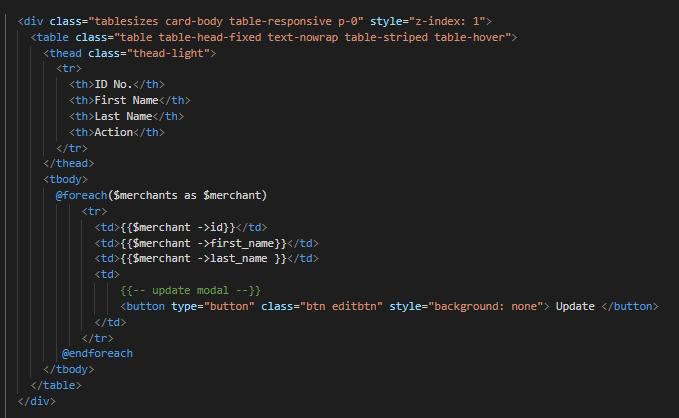 <div class="tablesizes card-body table-responsive p-0" style="z-index: 1">
<table class="table table-head-fixed text-nowrap table-striped table-hover">
<thead class="thead-light">
<tr>
<th>ID No.</th>
<th>First Name</th>
<th>Last Name</th>
<th>Action</th>
</tr>
</thead>
<tbody>
@foreach($merchants as $merchant)
<tr>
<td>{{$merchant ->id}}</td>
<td>{{$merchant ->first_name}}</td>
<td>{{$merchant ->last_name }}</td>
<td>
{{-- update modal --}}
<button type="button" class="btn editbtn" style="background: none"> Update </button>
</td>
</tr>
@endforeach
</tbody>
</table>
</div>